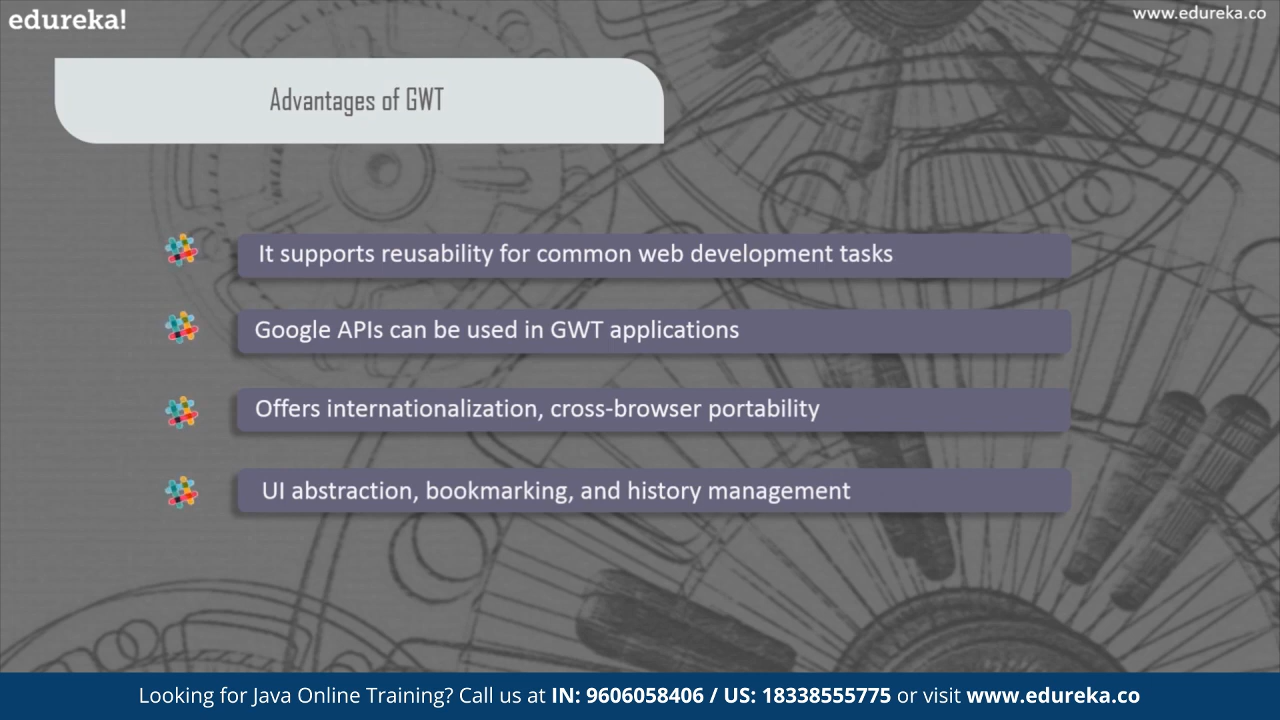 edureka!
www.edureka.co
Advantages of GWT
It supports reusability for common web development tasks
Google APIs can be used in GWT applications
Offers internationalization, cross-browser portability
UI abstraction, bookmarking, and history management
Looking for Java Online Training? Call us at IN: 9606058406 / US: 18338555775 or visit www.edureka.co